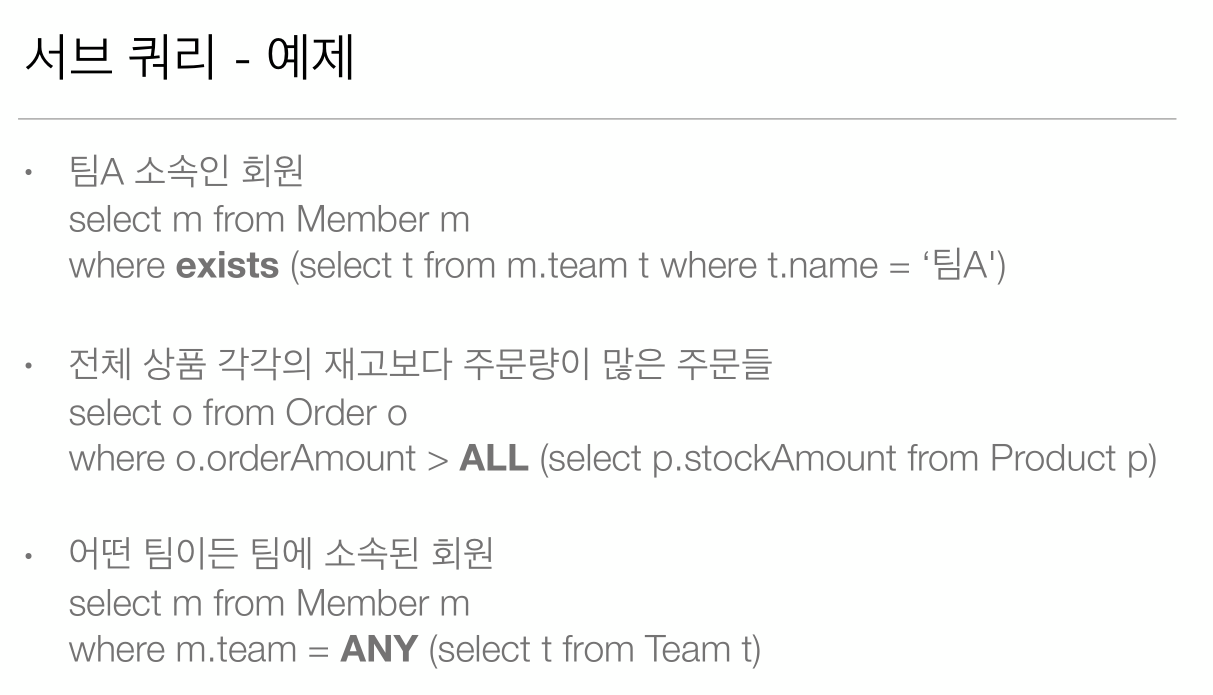 서브 쿼리 - 예제
• 팀A 소속인 회원
select m from Member m
where exists (select t from m.team t where t.name = ‘팀A')
• 전체 상품 각각의 재고보다 주문량이 많은 주문들
select o from Order o
where o.orderAmount > ALL (select p.stockAmount from Product p)
• 어떤 팀이든 팀에 소속된 회원
select m from Member m
where m.team = ANY (select t from Team t)